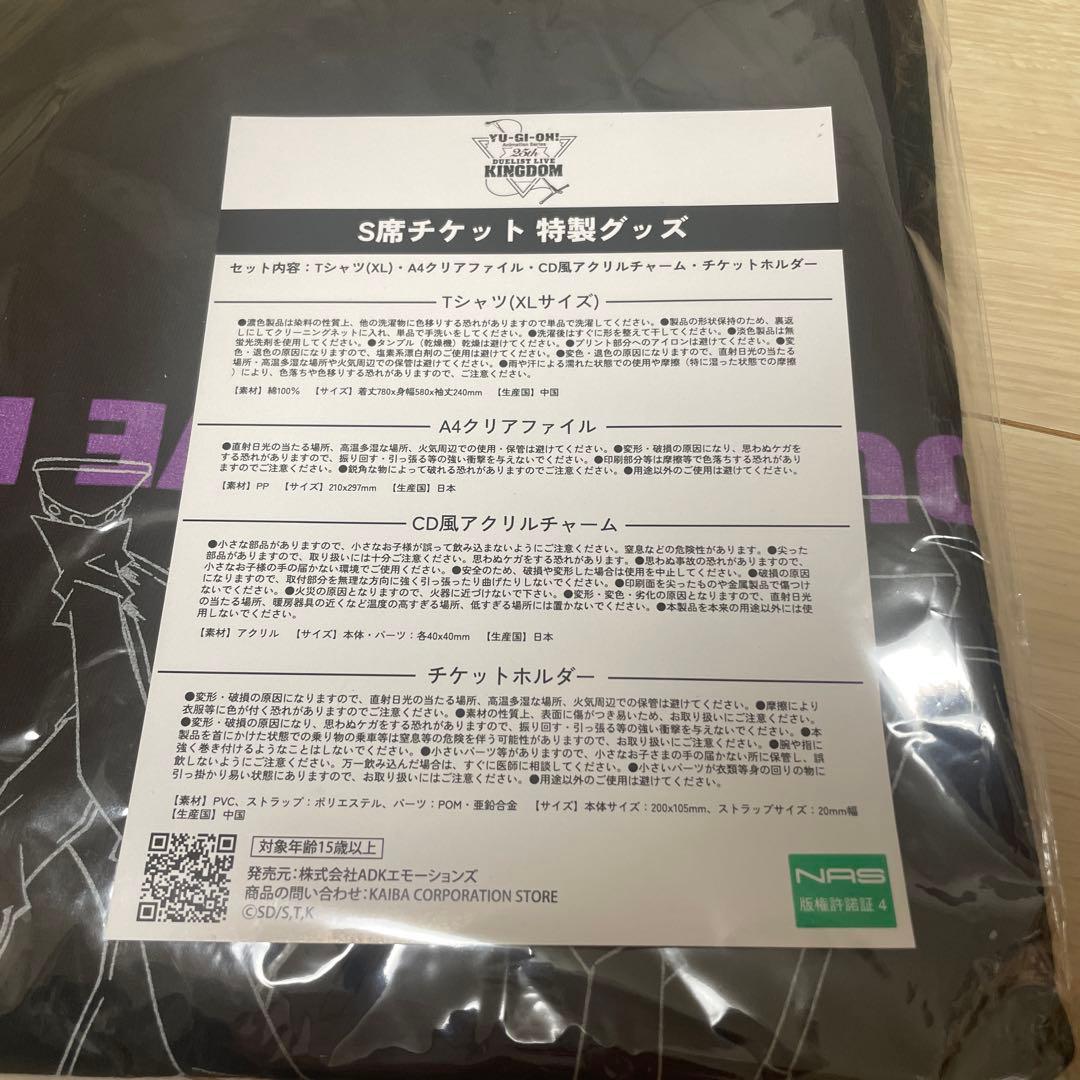 YU-GI-OH!
Animation Series
25th
DUELIST LIVE
KINGDOM
S席チケット 特製グッズ
セット内容：Tシャツ(XL)・A4クリアファイル・CD風アクリルチャーム・チケットホルダー
Tシャツ(XLサイズ)
●濃色製品は染料の性質上、他の洗濯物に色移りする恐れがありますので単品で洗濯してください。●製品の形状保持のため、裏返
しにしてクリーニングネットに入れ、単品で手洗いをしてください。●洗濯後はすぐに形を整えて干してください。●淡色製品は無
蛍光洗剤を使用してください。●タンブル（乾燥機）乾燥は避けてください。●プリント部分へのアイロンは避けてください。●変
色・退色の原因になりますので、塩素系漂白剤のご使用は避けてください。●変色・退色の原因になりますので、直射日光の当たる
場所・高温多湿な場所や火気周辺での保管は避けてください。●雨や汗による濡れた状態での使用や摩擦（特に湿った状態での摩擦
）により、色落ちや色移りする恐れがありますので、ご注意ください。
【素材】綿100％ 【サイズ】着丈780x身幅580x袖丈240mm 【生産国】中国
A4クリアファイル
●直射日光の当たる場所、高温多湿な場所、火気周辺での使用・保管は避けてください。●変形・破損の原因になり、思わぬケガを
する恐れがありますので、振り回す・引っ張る等の強い衝撃を与えないでください。●印刷部分等は摩擦等で色落ちする恐れがあり
ますのでご注意ください。●鋭角な物によって破れる恐れがありますのでご注意ください。●用途以外のご使用は避けてください。
【素材】PP 【サイズ】210x297mm 【生産国】日本
CD風アクリルチャーム
●小さな部品がありますので、小さなお子様が誤って飲み込まないようにご注意ください。窒息などの危険性があります。●尖った
部品がありますので、取り扱いには十分ご注意ください。思わぬケガをする恐れがあります。●思わぬ事故の恐れがありますので、
小さなお子様の手の届かない環境でご使用ください。●安全のため、破損や変形した場合は使用を中止してください。●破損の原因
になりますので、取付部分を無理な方向に強く引っ張ったり曲げたりしないでください。●印刷面を尖ったものや金属製品で傷つけ
ないでください。●火災の原因となりますので、火器に近づけないで下さい。●変形・変色・劣化の原因となりますので、直射日光
の当たる場所、暖房器具の近くなど温度の高すぎる場所、低すぎる場所には置かないでください。●本製品を本来の用途以外には使
用しないでください。
【素材】アクリル 【サイズ】本体・パーツ：各40x40mm 【生産国】日本
チケットホルダー
●変形・破損の原因になりますので、直射日光の当たる場所、高温多湿な場所、火気周辺での保管は避けてください。●摩擦により
衣服等に色が付く恐れがありますのでご注意ください。●素材の性質上、表面に傷がつき易いため、お取り扱いにご注意ください。
●変形・破損の原因になり、思わぬケガをする恐れがありますので、振り回す・引っ張る等の強い衝撃を与えないでください。●本
製品を首にかけた状態での乗り物の乗車等は窒息等の危険を伴う可能性がありますので、お取り扱いにご注意ください。●腕や指に
強く巻き付けるようなことはしないでください。●小さいパーツ等がありますので、小さなお子さまの手の届かない所に保管し、誤
飲しないようにご注意ください。万一飲み込んだ場合は、すぐに医師に相談してください。●小さいパーツが衣類等身の回りの物に
引っ掛かり易い状態にありますので、お取り扱いにはご注意ください。●用途以外のご使用は避けてください。
【素材】PVC、ストラップ：ポリエステル、パーツ：POM・亜鉛合金 【サイズ】本体サイズ：200x105mm、ストラップサイズ：20mm幅
【生産国】中国
対象年齢15歳以上
発売元：株式会社ADKエモーションズ
商品の問い合わせ：KAIBA CORPORATION STORE
©SD/S,T,K
NAS
版権許諾証 4
VE
DU